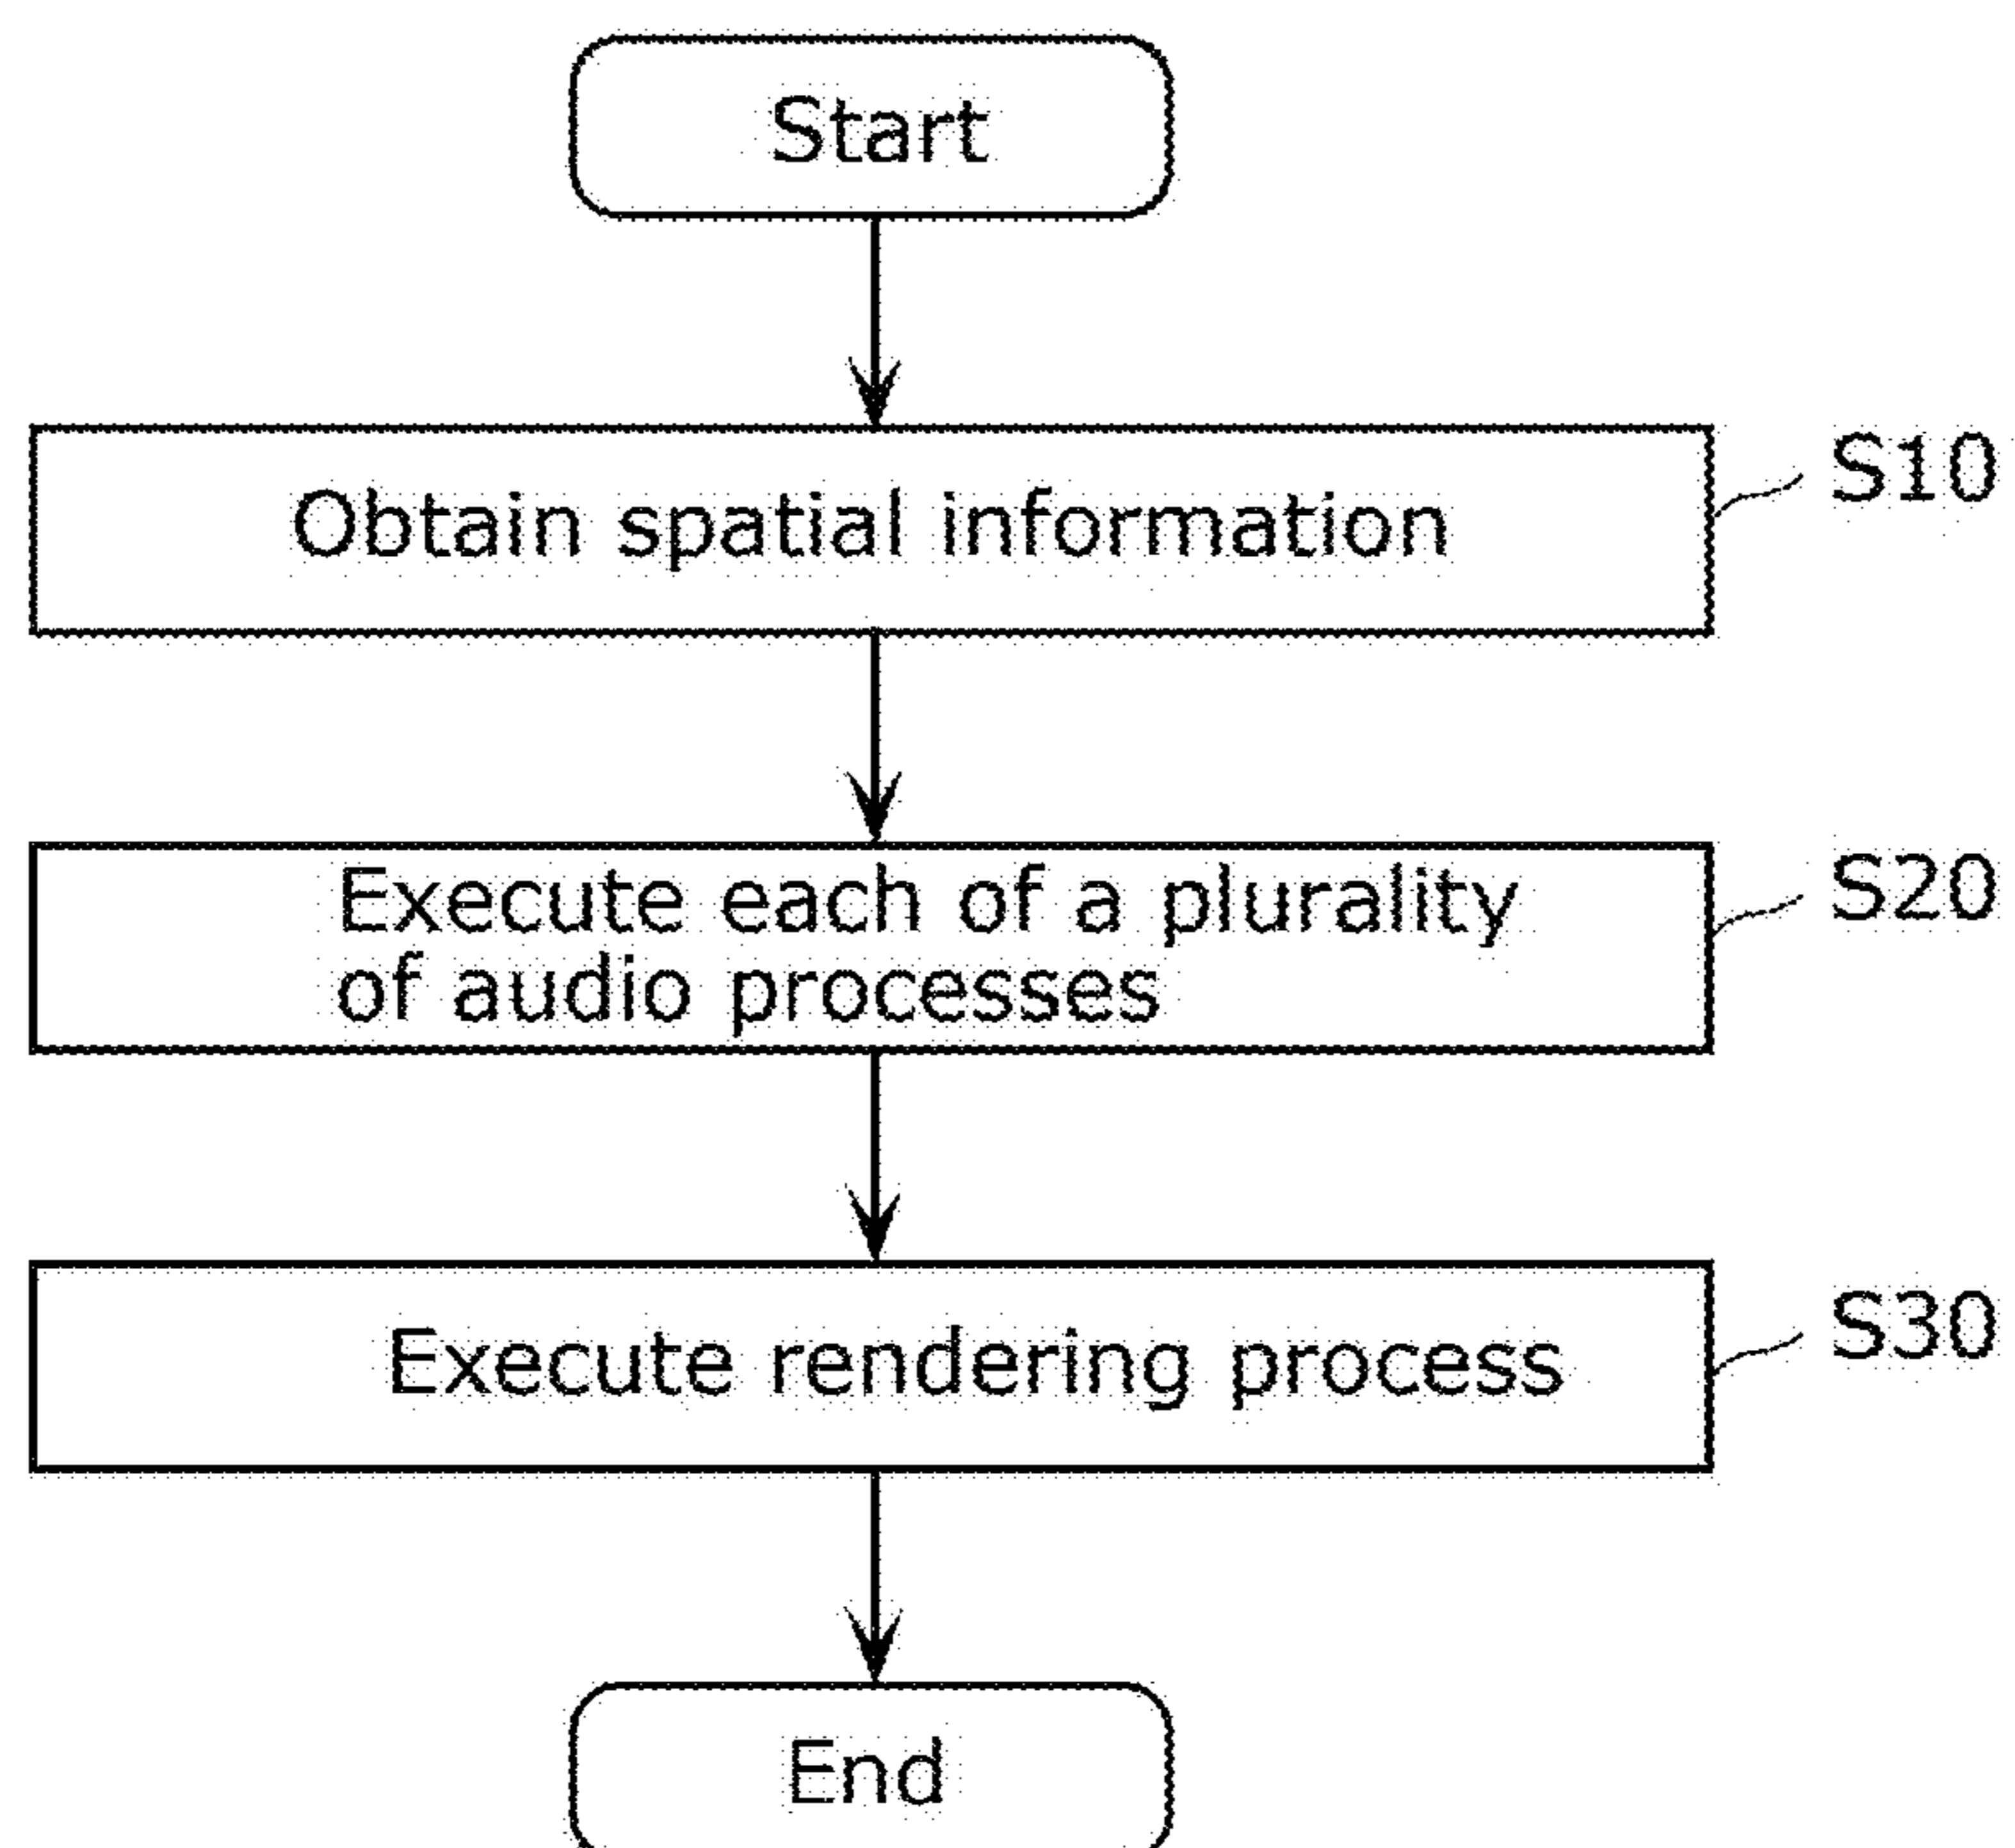 Start
Obtain spatial information
S10
Execute each of a plurality
of audio processes
S20
Execute rendering process
S30
End